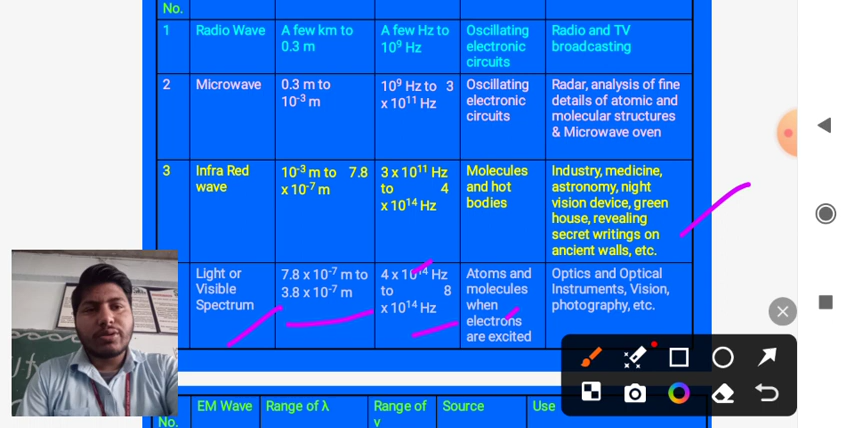 No.
1 Radio Wave A few km to 0.3 m A few Hz to 10⁹ Hz Oscillating electronic circuits Radio and TV broadcasting
2 Microwave 0.3 m to 10⁻³ m 10⁹ Hz to 3 x 10¹¹ Hz Oscillating electronic circuits Radar, analysis of fine details of atomic and molecular structures & Microwave oven
3 Infra Red wave 10⁻³ m to 7.8 x 10⁻⁷ m 3 x 10¹¹ Hz to 4 x 10¹⁴ Hz Molecules and hot bodies Industry, medicine, astronomy, night vision device, green house, revealing secret writings on ancient walls, etc.
Light or Visible Spectrum 7.8 x 10⁻⁷ m to 3.8 x 10⁻⁷ m 4 x 10¹⁴ Hz to 8 x 10¹⁴ Hz Atoms and molecules when electrons are excited Optics and Optical Instruments, Vision, photography, etc.
No. EM Wave Range of λ Range of ν Source Use